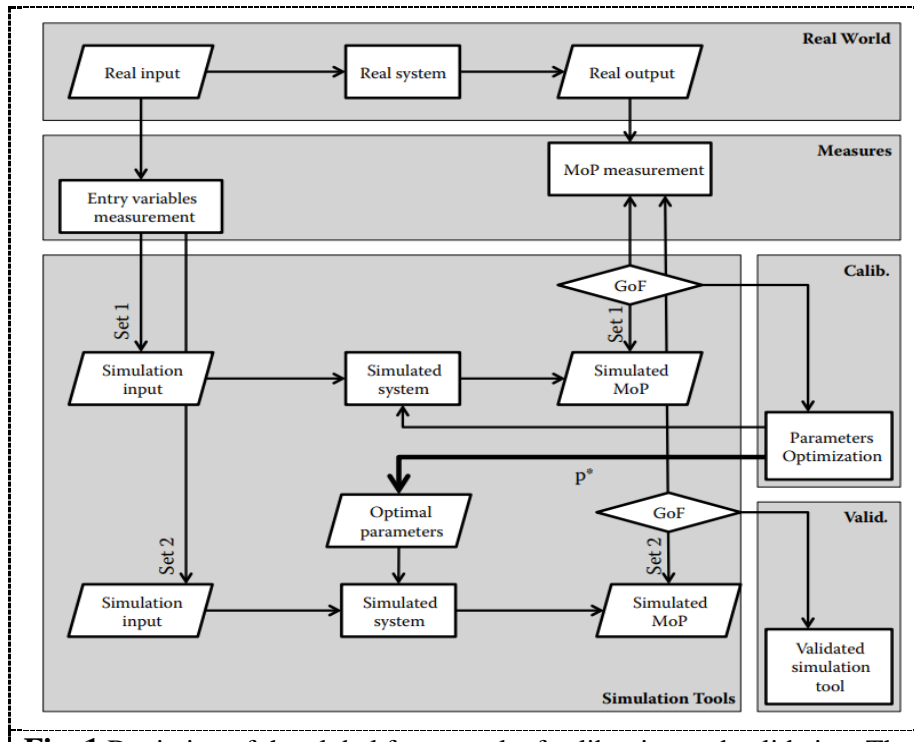 Real World
Real input
Real system
Real output
Measures
MoP measurement
Entry variables
measurement
Calib.
GoF
Set 1
Set 1
Simulation
input
Simulated
system
Simulated
MoP
Parameters
Optimization
p*
Optimal
parameters
GoF
Valid.
Set 2
Set 2
Simulation
input
Simulated
system
Simulated
MoP
Validated
simulation
tool
Simulation Tools